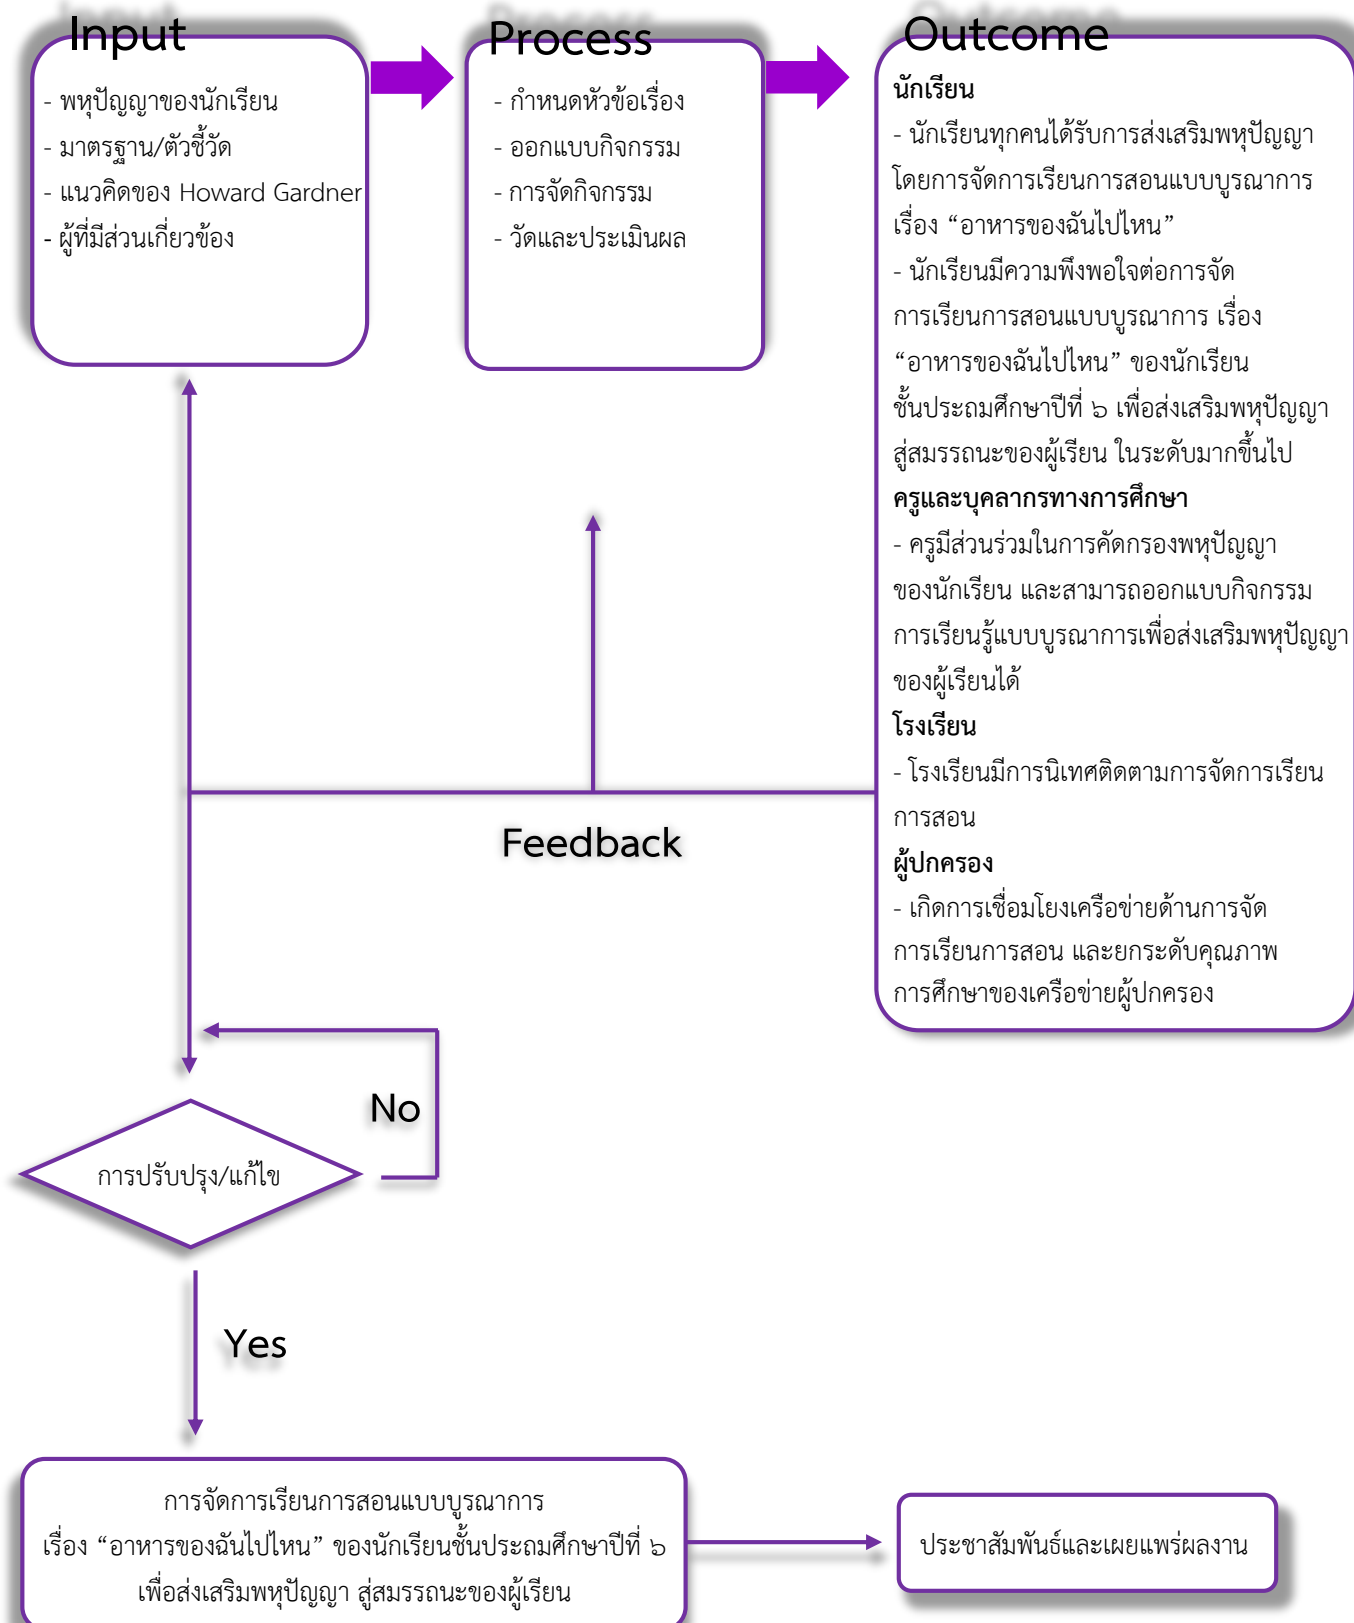 Input
- พหุปัญญาของนักเรียน
- มาตรฐาน/ตัวชี้วัด
- แนวคิดของ Howard Gardner
- ผู้ที่มีส่วนเกี่ยวข้อง
Process
- กำหนดหัวข้อเรื่อง
- ออกแบบกิจกรรม
- การจัดกิจกรรม
- วัดและประเมินผล
Outcome
นักเรียน
- นักเรียนทุกคนได้รับการส่งเสริมพหุปัญญา
โดยการจัดการเรียนการสอนแบบบูรณาการ
เรื่อง “อาหารของฉันไปไหน”
- นักเรียนมีความพึงพอใจต่อการจัด
การเรียนการสอนแบบบูรณาการ เรื่อง
“อาหารของฉันไปไหน” ของนักเรียน
ชั้นประถมศึกษาปีที่ ๖ เพื่อส่งเสริมพหุปัญญา
สู่สมรรถนะของผู้เรียน ในระดับมากขึ้นไป
ครูและบุคลากรทางการศึกษา
- ครูมีส่วนร่วมในการคัดกรองพหุปัญญา
ของนักเรียน และสามารถออกแบบกิจกรรม
การเรียนรู้แบบบูรณาการเพื่อส่งเสริมพหุปัญญา
ของผู้เรียนได้
โรงเรียน
- โรงเรียนมีการนิเทศติดตามการจัดการเรียน
การสอน
ผู้ปกครอง
- เกิดการเชื่อมโยงเครือข่ายด้านการจัด
การเรียนการสอน และยกระดับคุณภาพ
การศึกษาของเครือข่ายผู้ปกครอง
Feedback
No
การปรับปรุง/แก้ไข
Yes
การจัดการเรียนการสอนแบบบูรณาการ
เรื่อง “อาหารของฉันไปไหน” ของนักเรียนชั้นประถมศึกษาปีที่ ๖
เพื่อส่งเสริมพหุปัญญา สู่สมรรถนะของผู้เรียน
ประชาสัมพันธ์และเผยแพร่ผลงาน